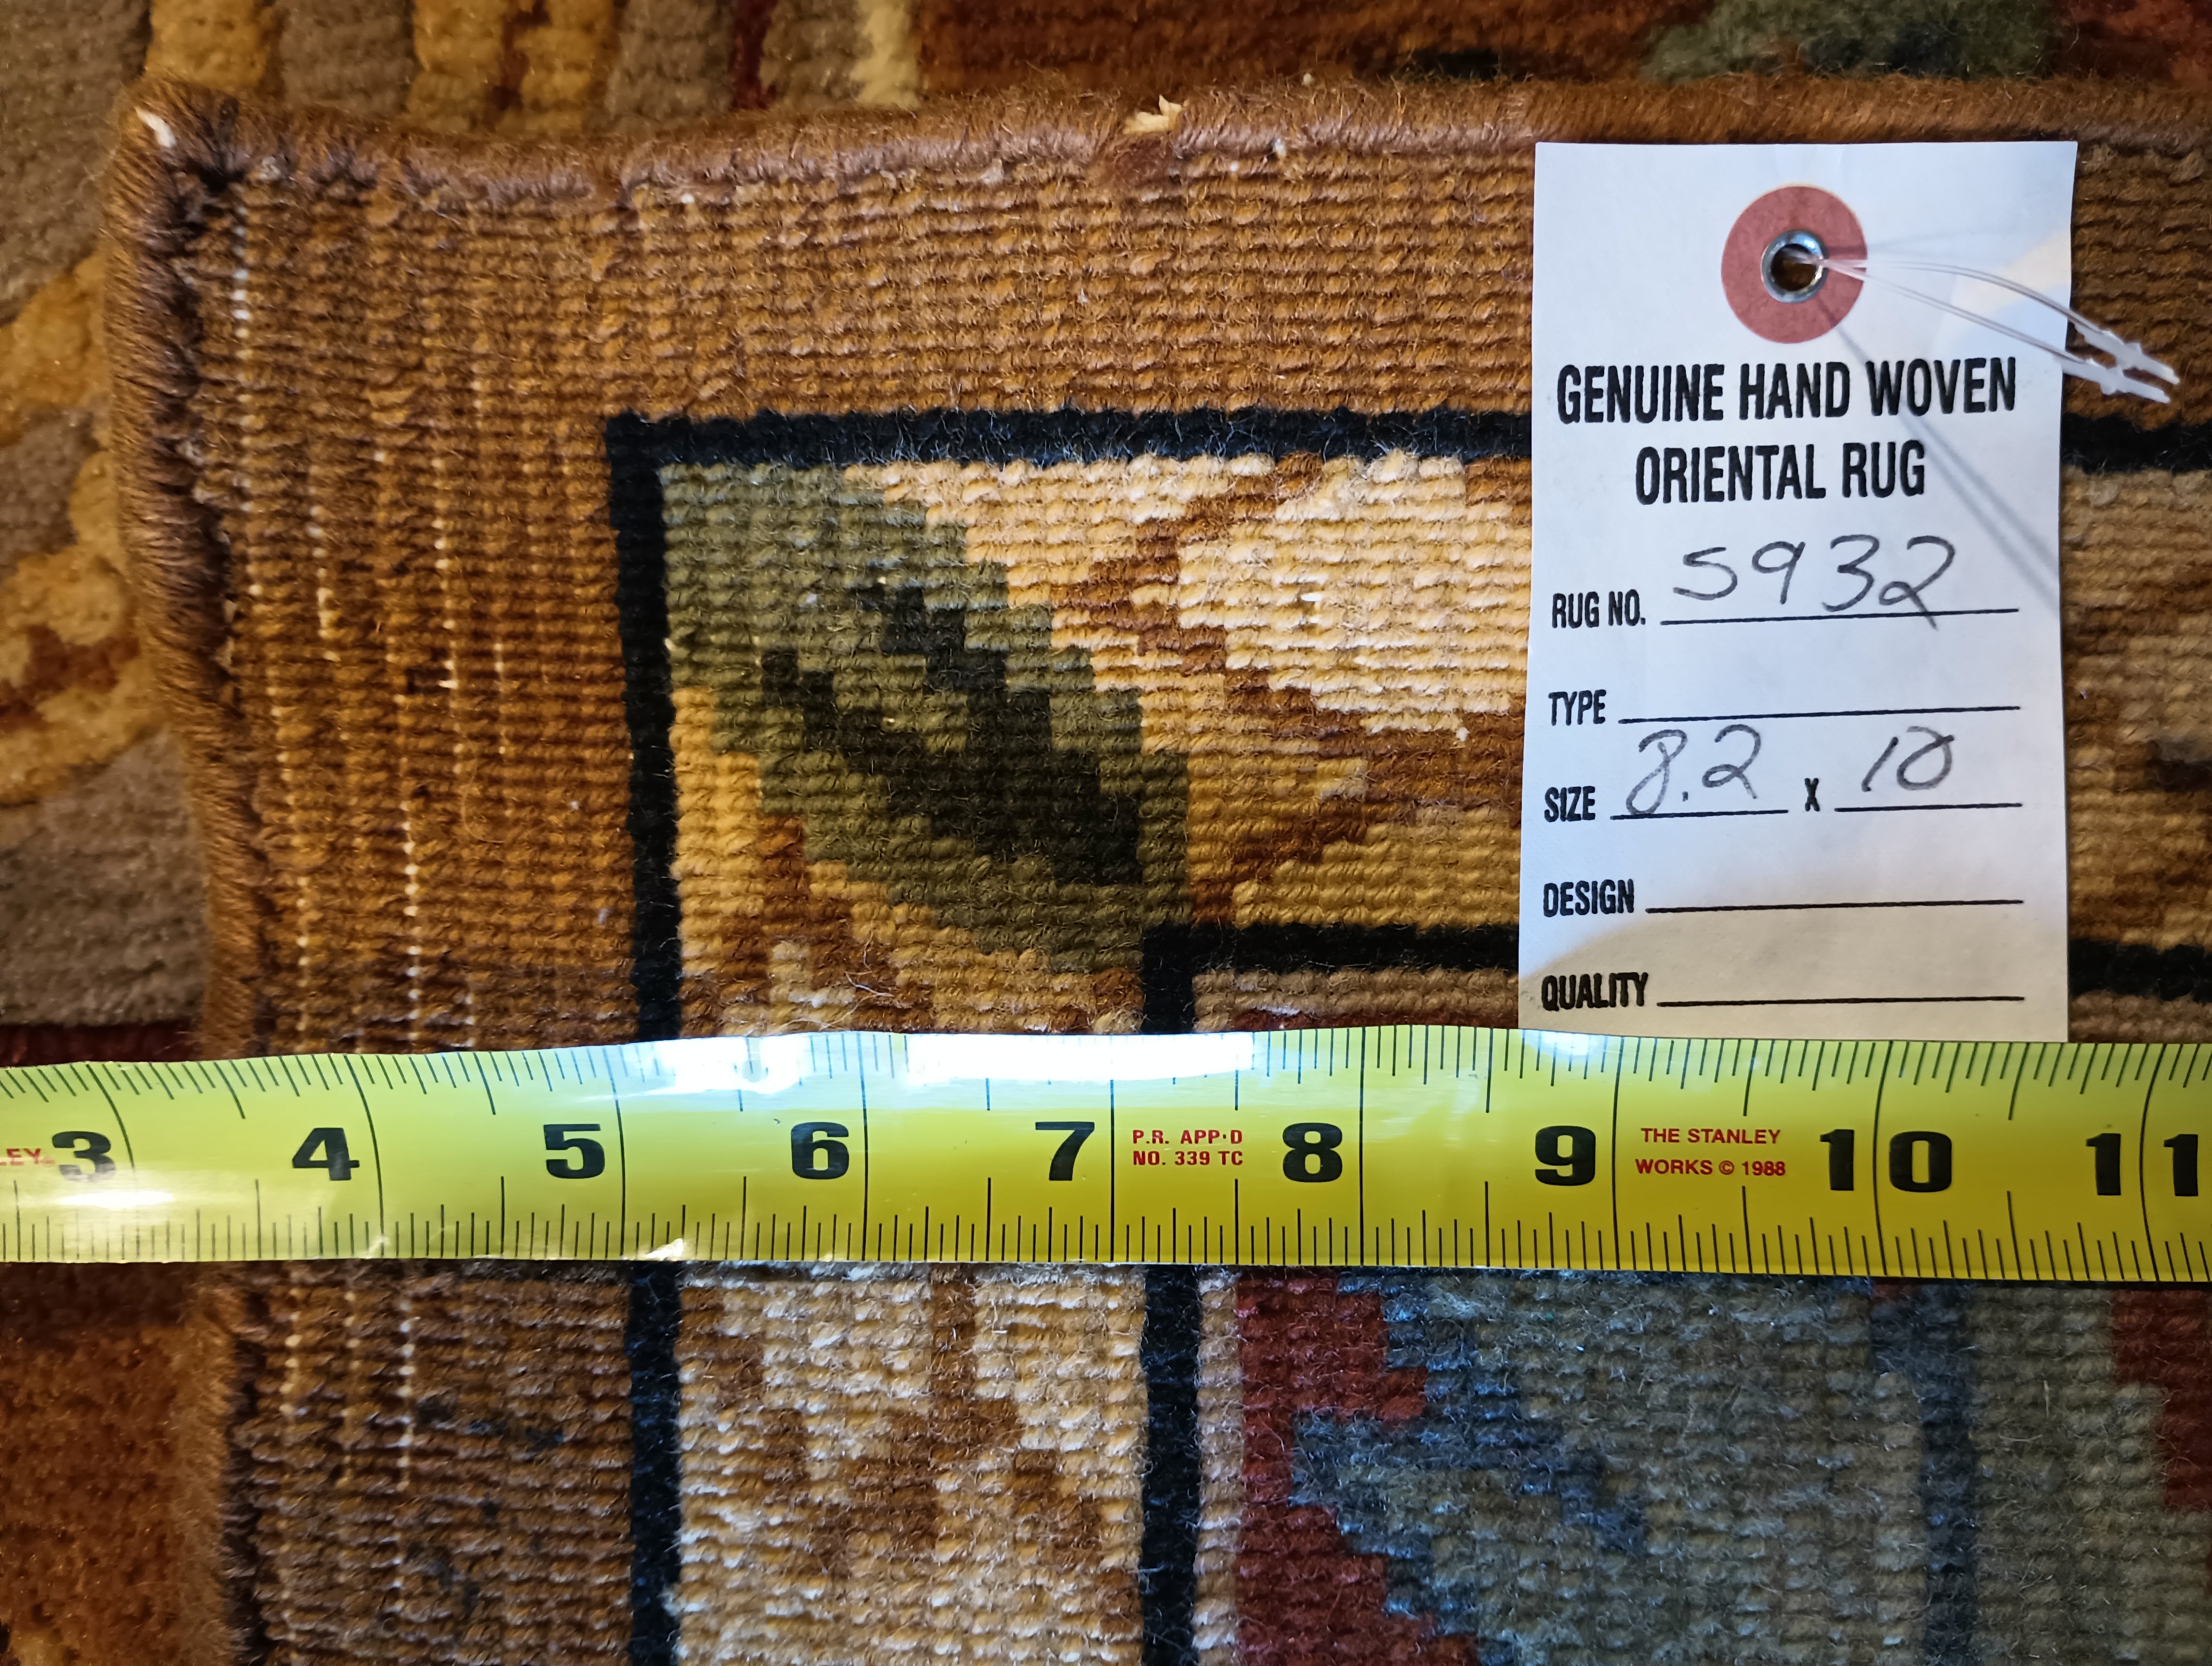 GENUINE HAND WOVEN
ORIENTAL RUG
RUG NO. 5932
TYPE
SIZE 8.2 X 10
DESIGN
QUALITY
3 4 5 6 7 P.R. APP'D 8 9 THE STANLEY 10 11
NO. 339 TC WORKS © 1988